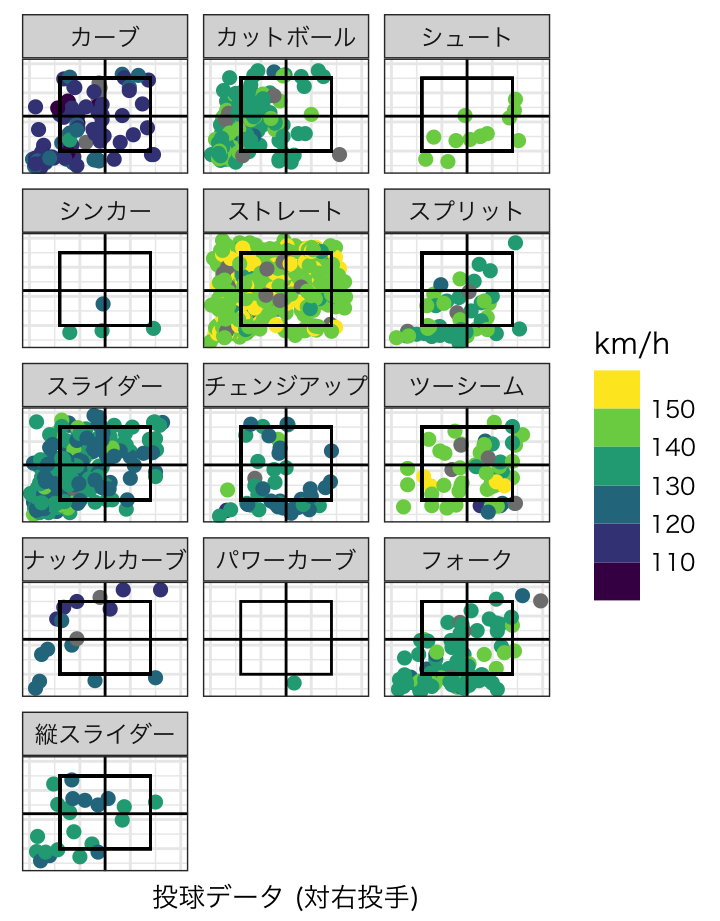 カーブ
カットボール
シュート
シンカー
ストレート
スプリット
スライダー
チェンジアップ
ツーシーム
ナックルカーブ
パワーカーブ
フォーク
縦スライダー
km/h
150
140
130
120
110
投球データ (対右投手)